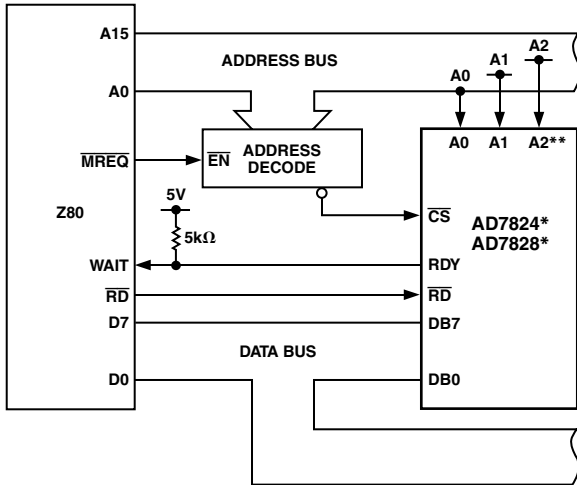 A15
ADDRESS BUS
A0
A1
A2
A0
ADDRESS
DECODE
EN
MREQ
A0
A1
A2**
5V
Z80
5kΩ
CS
AD7824*
AD7828*
WAIT
RDY
RD
RD
D7
DB7
DATA BUS
D0
DB0